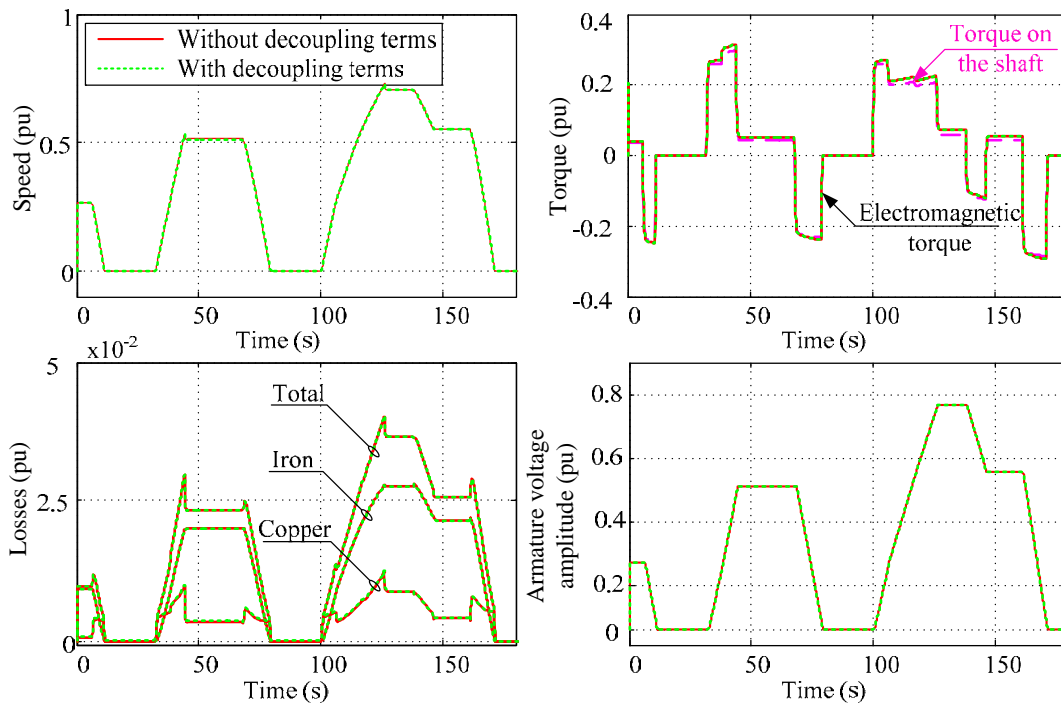 1
Without decoupling terms
With decoupling terms
0.5
0
Speed (pu)
0
50
100
150
Time (s)
0.4
Torque on
the shaft
0.2
0
Torque (pu)
Electromagnetic
torque
-0.2
-0.4
0
50
100
150
Time (s)
x10-2
5
Total
Iron
2.5
Copper
Losses (pu)
0
0
50
100
150
Time (s)
0.8
0.6
0.4
0.2
0
Armature voltage
amplitude (pu)
0
50
100
150
Time (s)